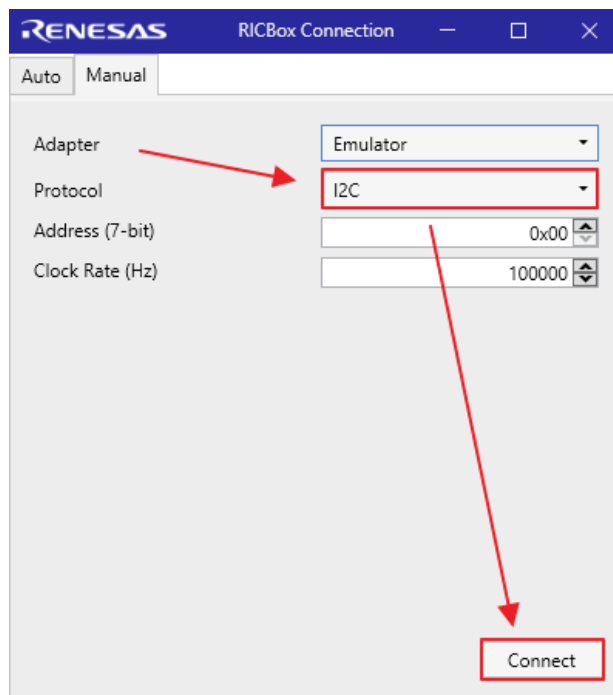 RENESAS RICBox Connection
Auto Manual
Adapter Emulator
Protocol I2C
Address (7-bit) 0x00
Clock Rate (Hz) 100000
Connect